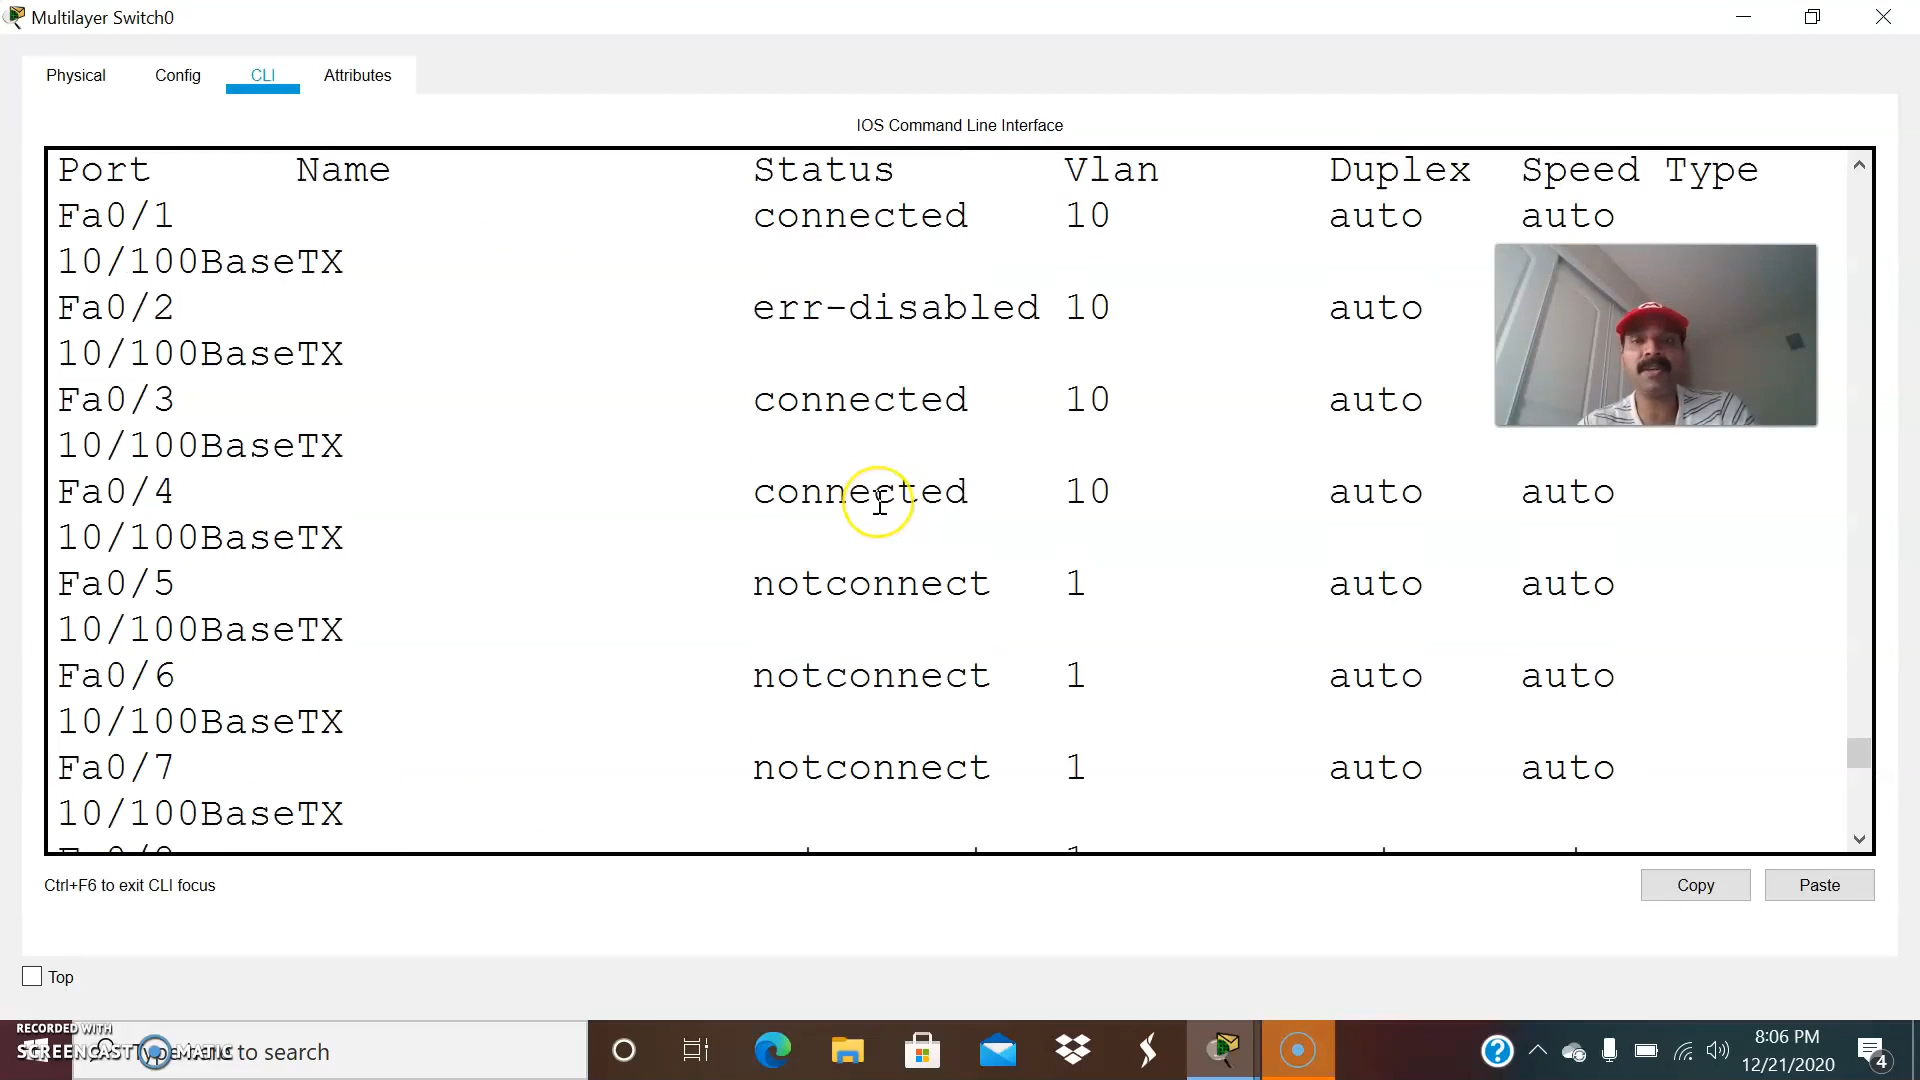 Multilayer Switch0
Physical Config CLI Attributes
IOS Command Line Interface
Port Name Status Vlan Duplex Speed Type
Fa0/1 connected 10 auto auto
10/100BaseTX
Fa0/2 err-disabled 10 auto
10/100BaseTX
Fa0/3 connected 10 auto
10/100BaseTX
Fa0/4 connected 10 auto auto
10/100BaseTX
Fa0/5 notconnect 1 auto auto
10/100BaseTX
Fa0/6 notconnect 1 auto auto
10/100BaseTX
Fa0/7 notconnect 1 auto auto
10/100BaseTX
Ctrl+F6 to exit CLI focus
Copy Paste
Top
RECORDED WITH
SCREENCAST MATIC
Type here to search
8:06 PM
12/21/2020
4